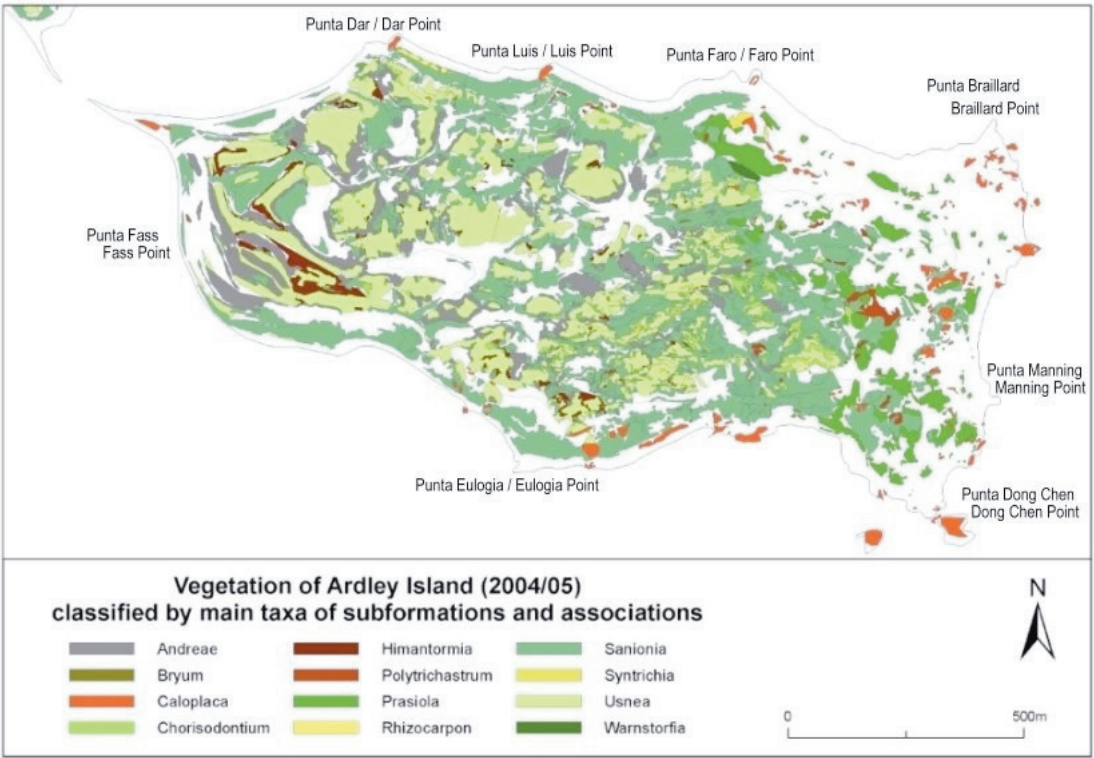 Punta Dar / Dar Point
Punta Luis / Luis Point
Punta Faro / Faro Point
Punta Braillard
Braillard Point
Punta Fass
Fass Point
Punta Manning
Manning Point
Punta Eulogia / Eulogia Point
Punta Dong Chen
Dong Chen Point
Vegetation of Ardley Island (2004/05)
classified by main taxa of subformations and associations
Andreae
Bryum
Caloplaca
Chorisodontium
Himantormia
Polytrichastrum
Prasiola
Rhizocarpon
Sanionia
Syntrichia
Usnea
Warnstorfia
N
0 500m